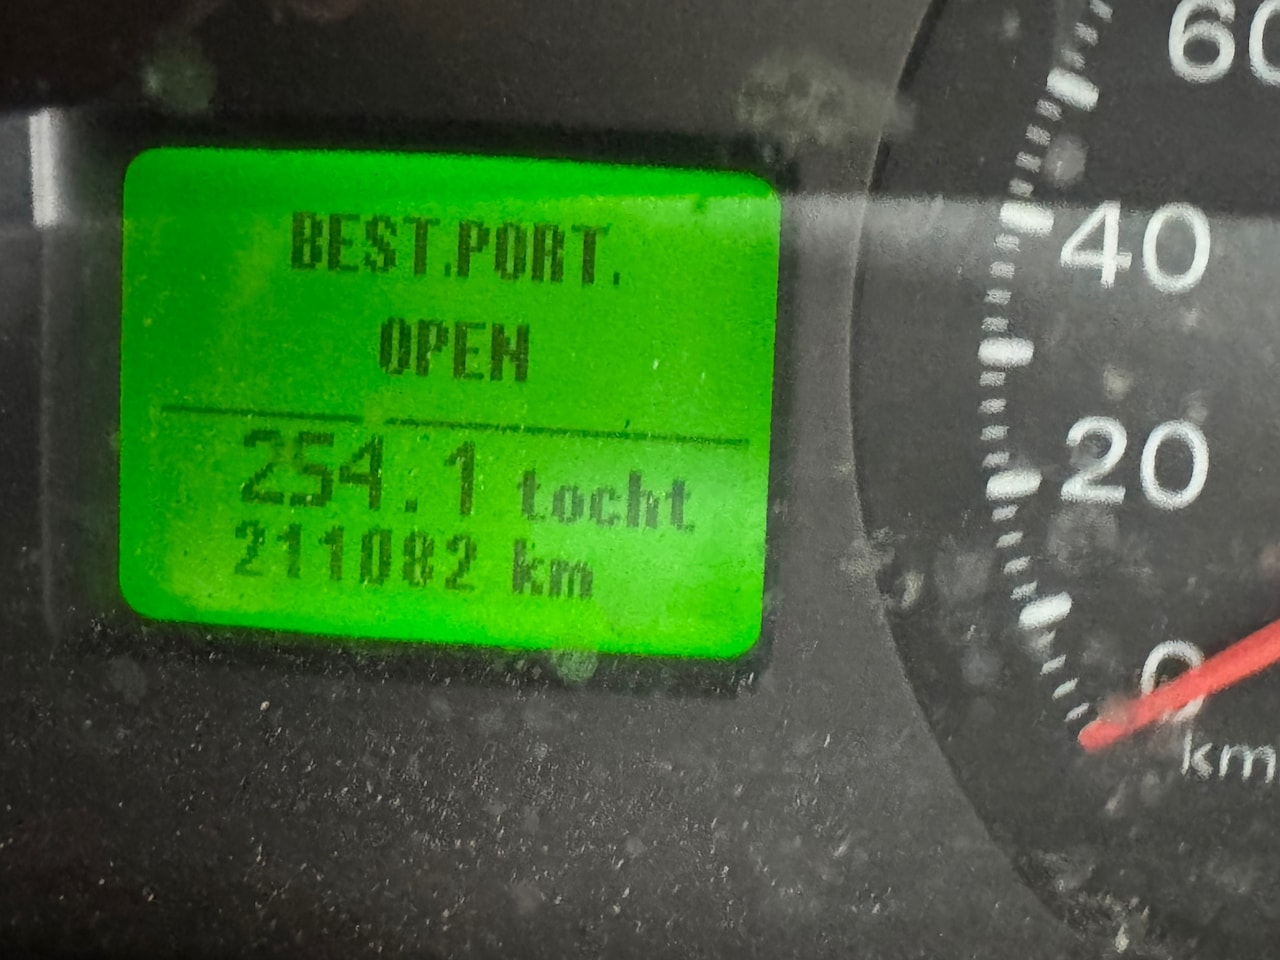 BEST.PORT.
OPEN
254.1 tocht
211082 km
60
40
20
0
km